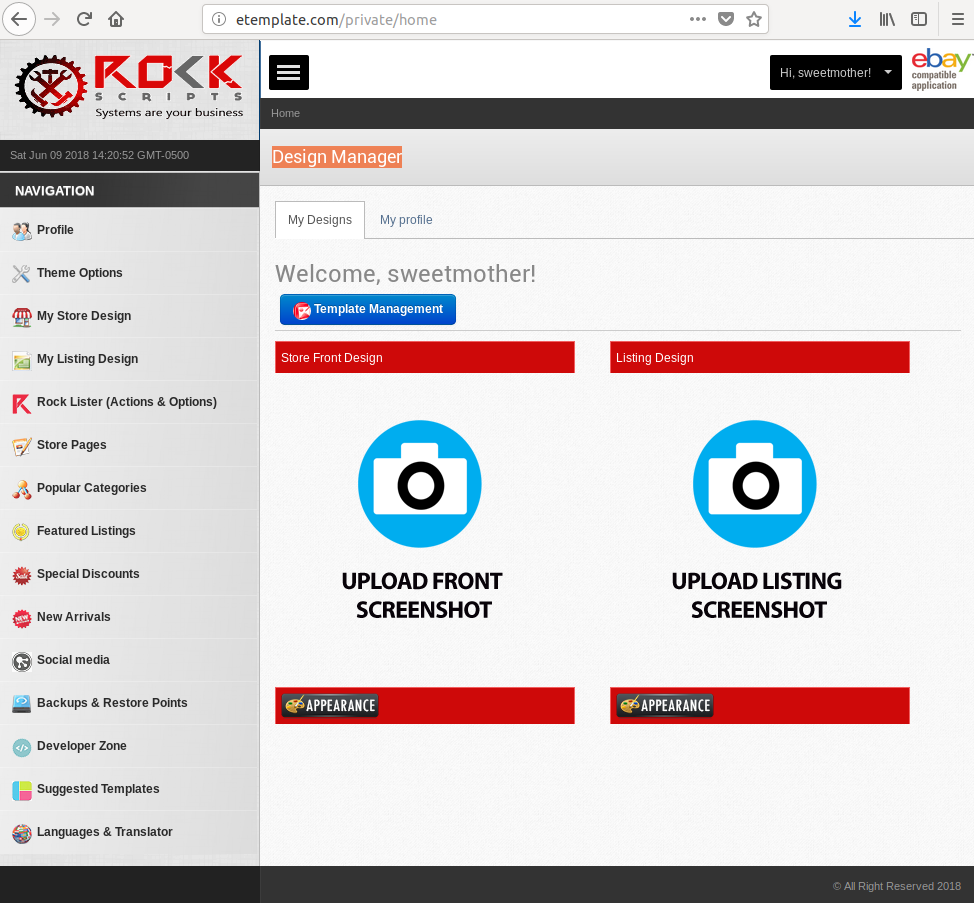 etemplate.com/private/home
ROCK
SCRIPTS
Systems are your business
Hi, sweetmother!
ebay
compatible
application
Home
Sat Jun 09 2018 14:20:52 GMT-0500
Design Manager
NAVIGATION
Profile
Theme Options
My Store Design
My Listing Design
Rock Lister (Actions & Options)
Store Pages
Popular Categories
Featured Listings
Special Discounts
New Arrivals
Social media
Backups & Restore Points
Developer Zone
Suggested Templates
Languages & Translator
My Designs
My profile
Welcome, sweetmother!
Template Management
Store Front Design
Listing Design
UPLOAD FRONT
SCREENSHOT
UPLOAD LISTING
SCREENSHOT
APPEARANCE
APPEARANCE
© All Right Reserved 2018